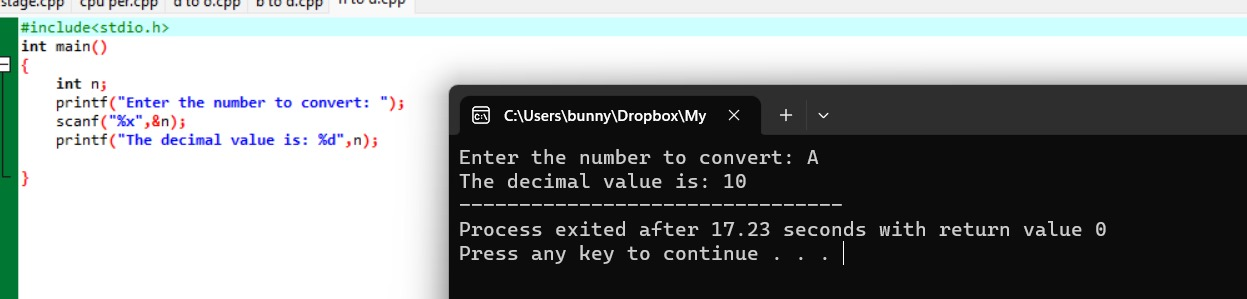 stage.cpp cpu per.cpp d to o.cpp b to d.cpp h to d.cpp
#include<stdio.h>
int main()
{
int n;
printf("Enter the number to convert: ");
scanf("%x",&n);
printf("The decimal value is: %d",n);
}
C:\Users\bunny\Dropbox\My
Enter the number to convert: A
The decimal value is: 10
--------------------------------
Process exited after 17.23 seconds with return value 0
Press any key to continue . . .